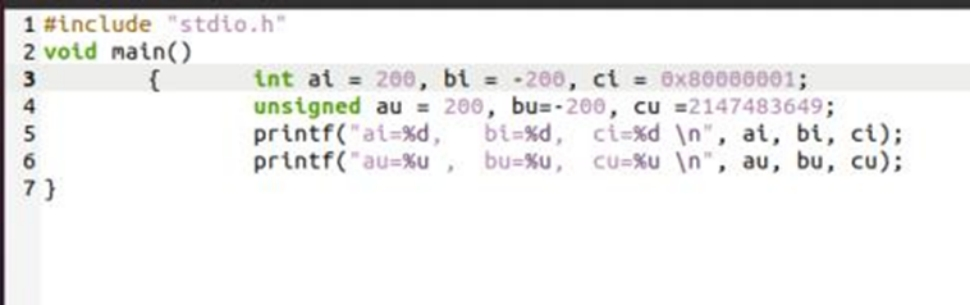 1 #include "stdio.h"
2 void main()
3 { int ai = 200, bi = -200, ci = 0x80000001;
4 unsigned au = 200, bu=-200, cu =2147483649;
5 printf("ai=%d, bi=%d, ci=%d \n", ai, bi, ci);
6 printf("au=%u , bu=%u, cu=%u \n", au, bu, cu);
7 }